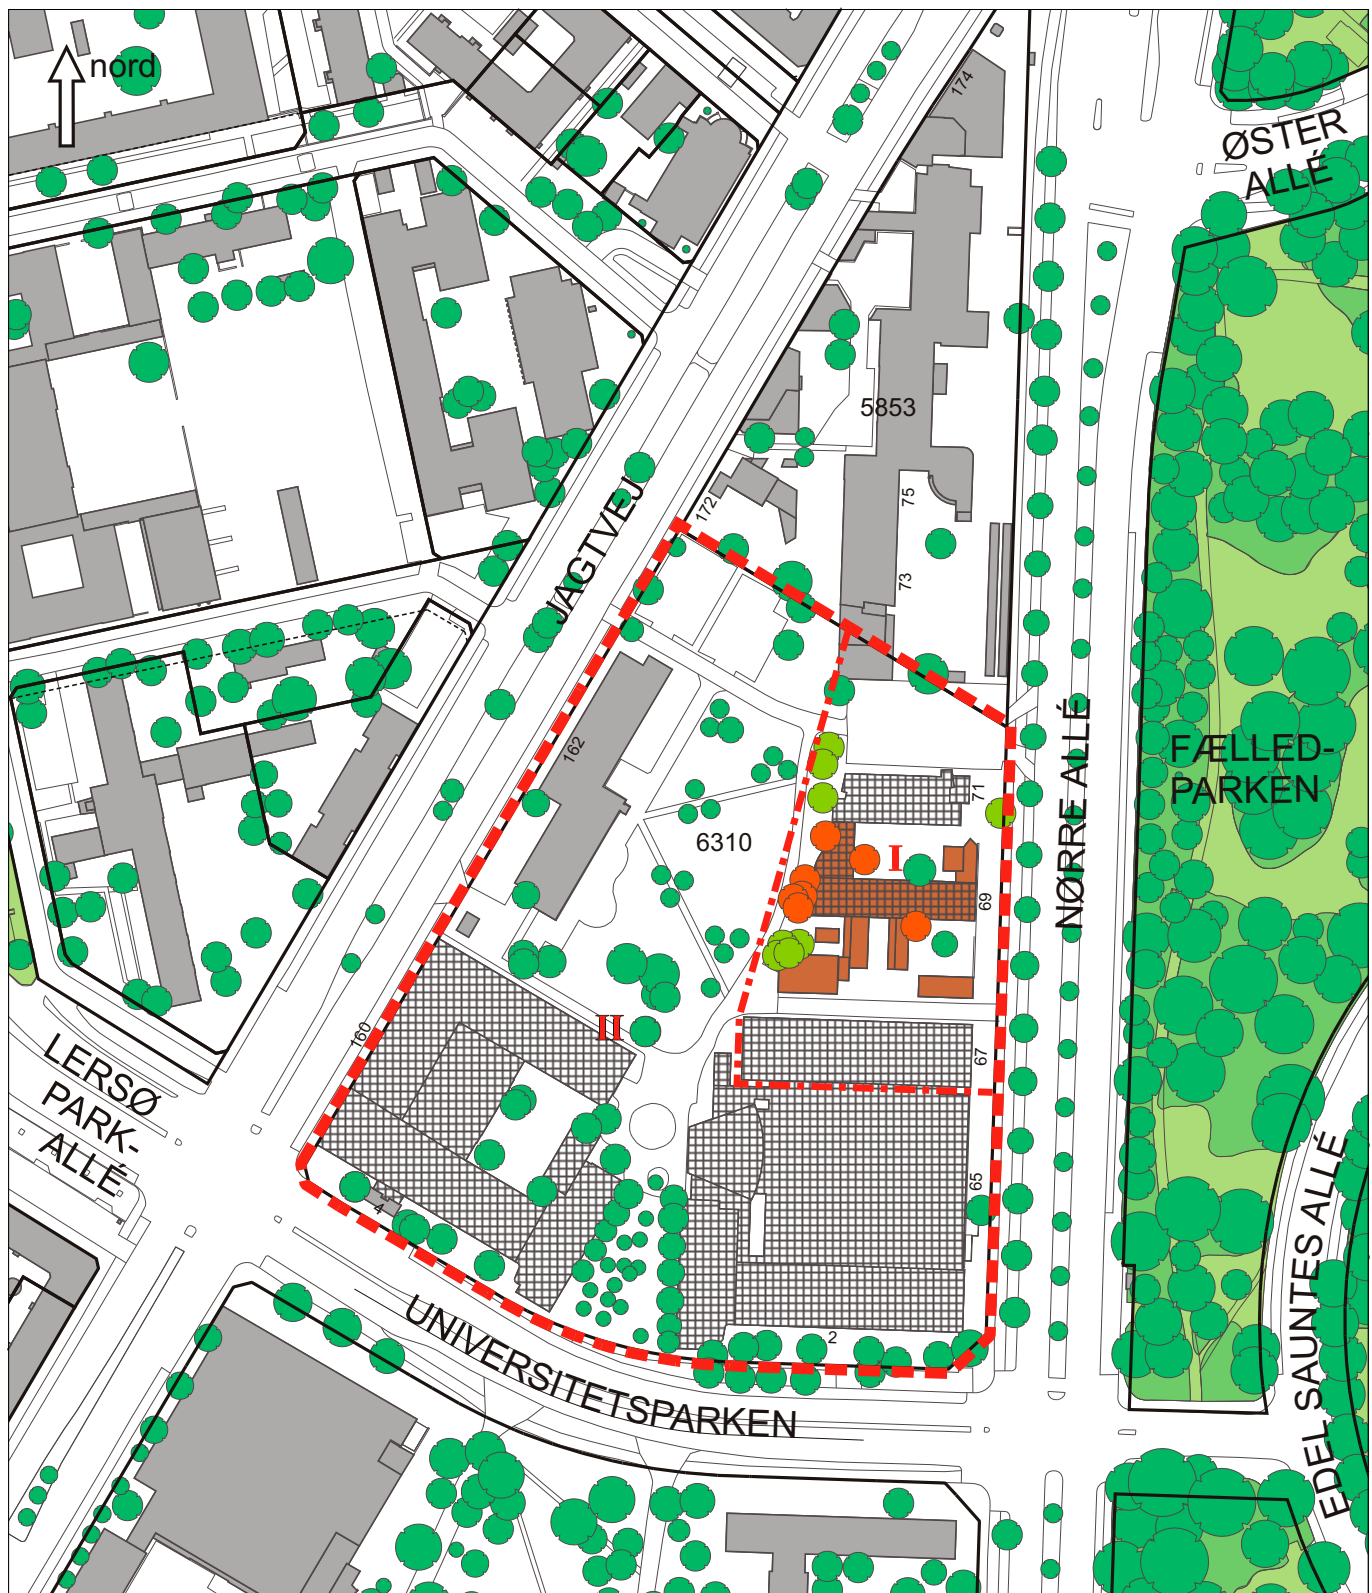 nord
174
ØSTER
ALLÉ
5853
75
172
73
JAGTVEJ
162
FÆLLED-
PARKEN
NØRRE ALLÉ
71
6310
I
69
II
160
67
LERSØ
PARK-
ALLÉ
65
4
EDEL SAUNTES ALLÉ
2
UNIVERSITETSPARKEN